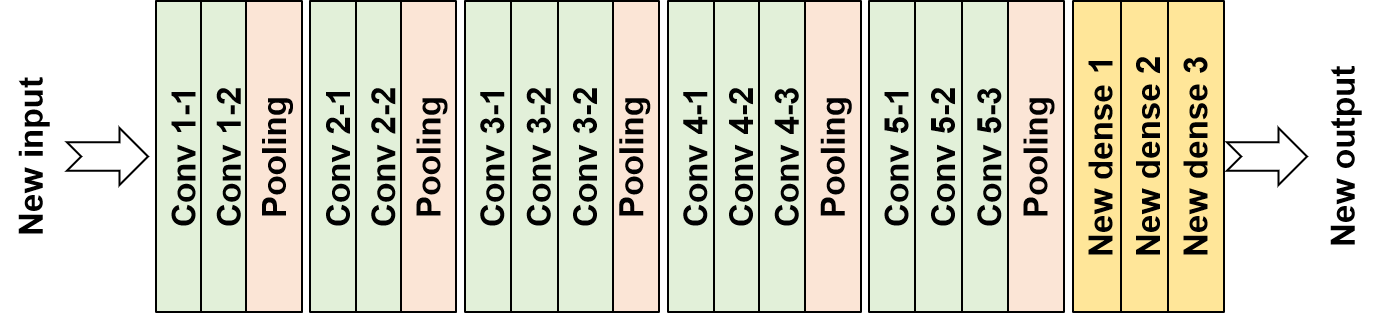 New input
Conv 1-1
Conv 1-2
Pooling
Conv 2-1
Conv 2-2
Pooling
Conv 3-1
Conv 3-2
Conv 3-2
Pooling
Conv 4-1
Conv 4-2
Conv 4-3
Pooling
Conv 5-1
Conv 5-2
Conv 5-3
Pooling
New dense 1
New dense 2
New dense 3
New output